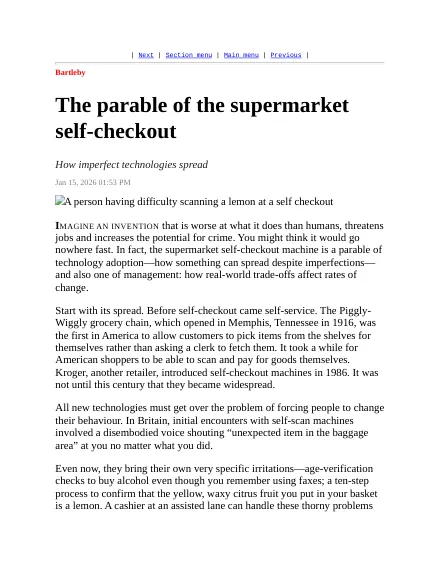 | Next | Section menu | Main menu | Previous |
Bartleby
The parable of the supermarket
self-checkout
How imperfect technologies spread
Jan 15, 2026 01:53 PM
A person having difficulty scanning a lemon at a self checkout
IMAGINE AN INVENTION that is worse at what it does than humans, threatens
jobs and increases the potential for crime. You might think it would go
nowhere fast. In fact, the supermarket self-checkout machine is a parable of
technology adoption—how something can spread despite imperfections—
and also one of management: how real-world trade-offs affect rates of
change.
Start with its spread. Before self-checkout came self-service. The Piggly-
Wiggly grocery chain, which opened in Memphis, Tennessee in 1916, was
the first in America to allow customers to pick items from the shelves for
themselves rather than asking a clerk to fetch them. It took a while for
American shoppers to be able to scan and pay for goods themselves.
Kroger, another retailer, introduced self-checkout machines in 1986. It was
not until this century that they became widespread.
All new technologies must get over the problem of forcing people to change
their behaviour. In Britain, initial encounters with self-scan machines
involved a disembodied voice shouting “unexpected item in the baggage
area” at you no matter what you did.
Even now, they bring their own very specific irritations—age-verification
checks to buy alcohol even though you remember using faxes; a ten-step
process to confirm that the yellow, waxy citrus fruit you put in your basket
is a lemon. A cashier at an assisted lane can handle these thorny problems